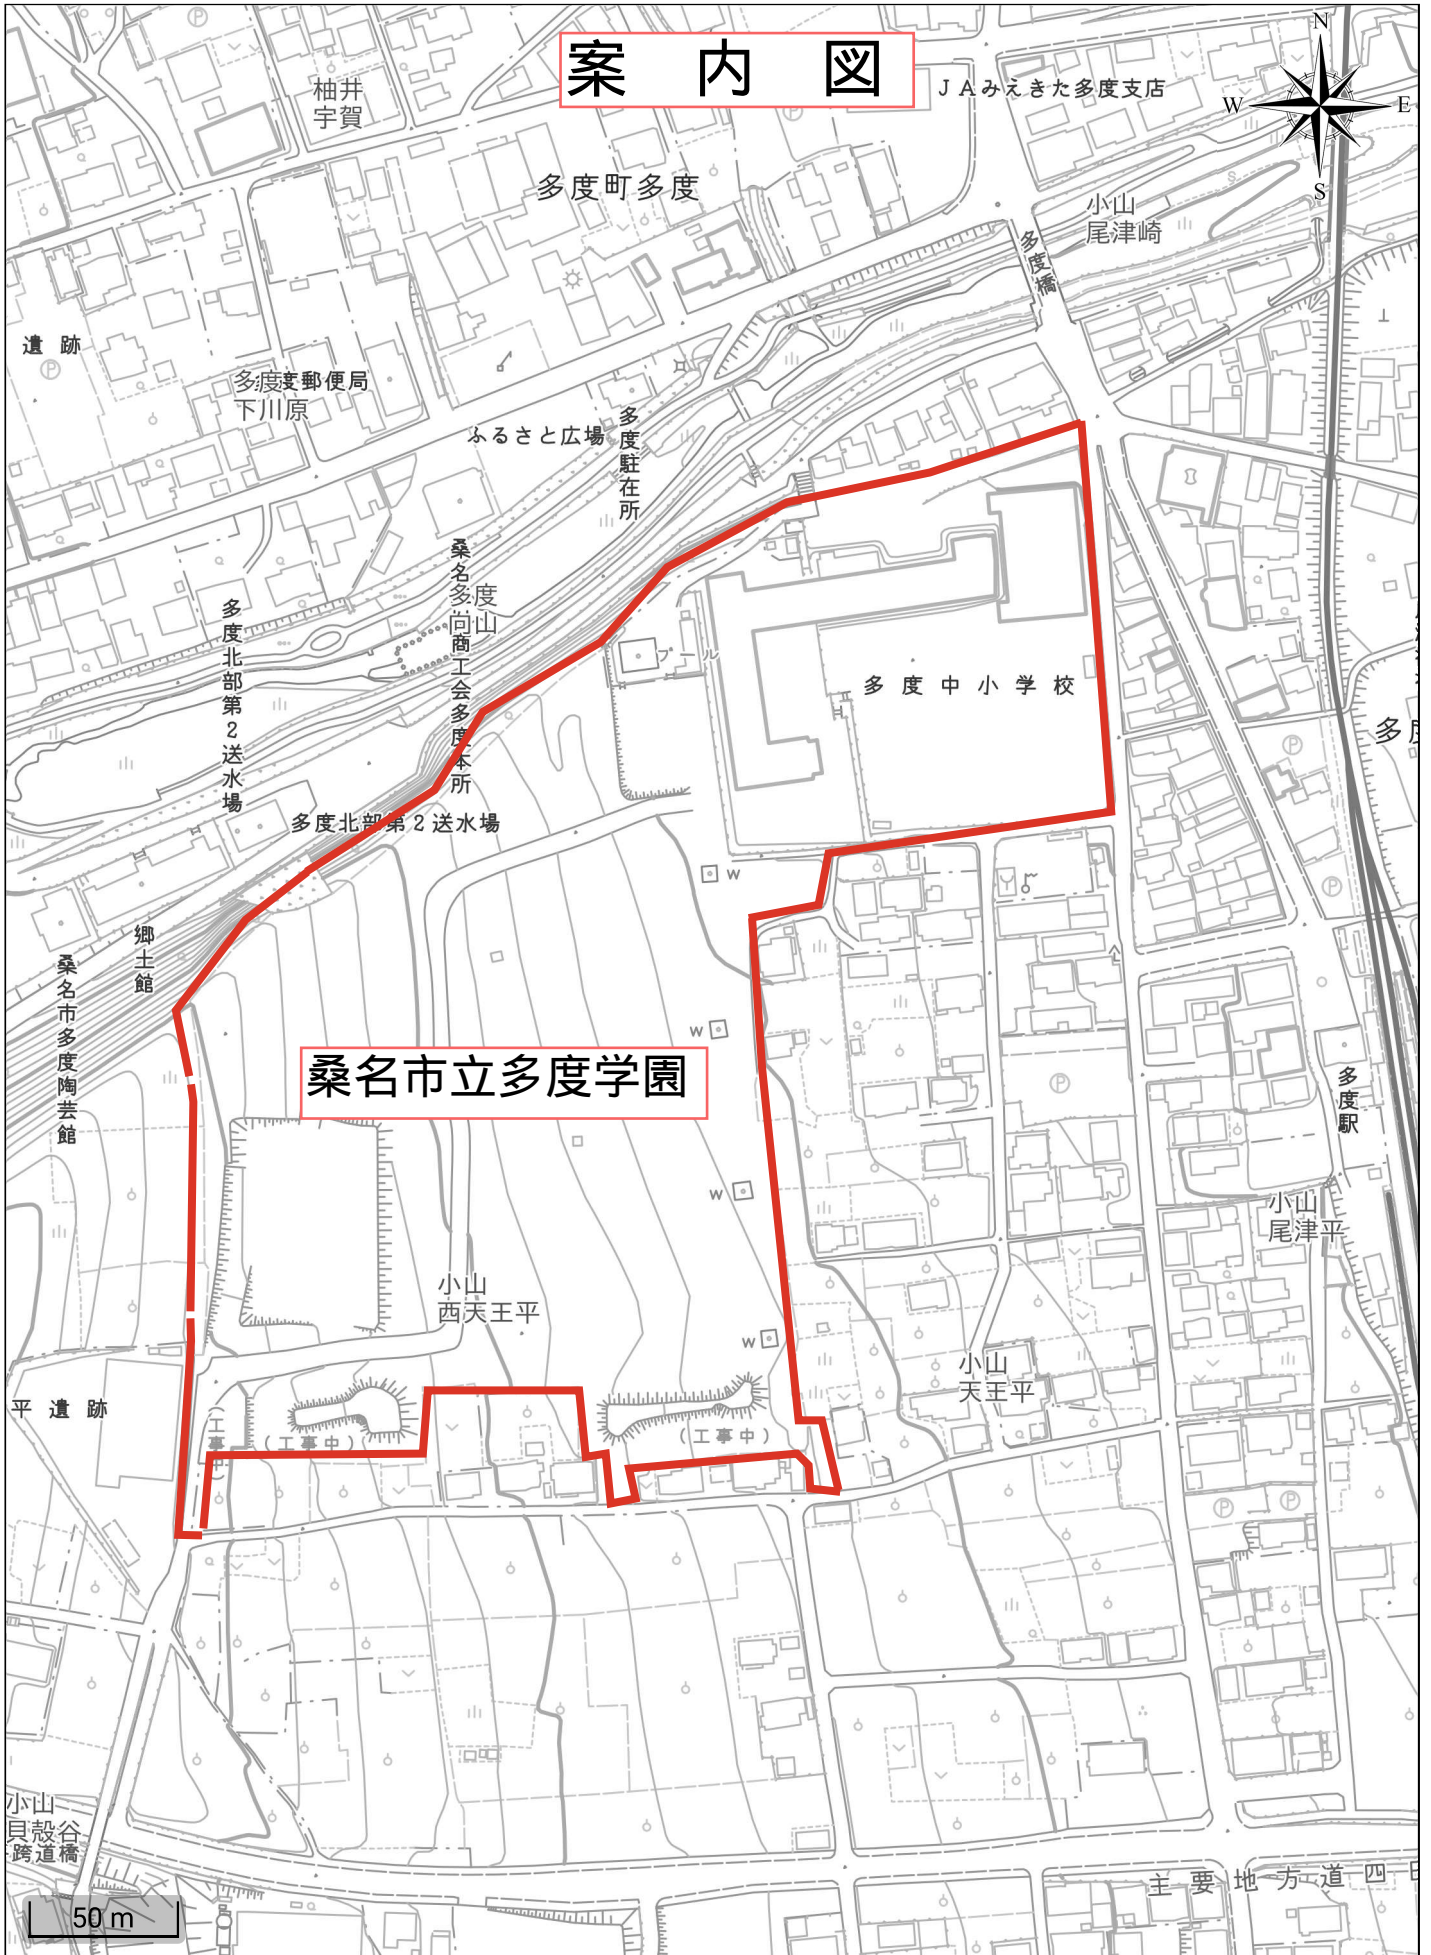 案 内 図
N
W
E
S
柚井
宇賀
JAみえきた多度支店
多度町多度
小山
尾津崎
多度橋
遺 跡
多度
下川原
度郵便局
ふるさと広場
多度駐在所
桑名
多度
向山
商工会多度本所
多度北部第2送水場
プール
多 度 中 小 学 校
多度北部第2送水場
W
郷土館
桑名市多度陶芸館
W
桑名市立多度学園
多度駅
W
小山
尾津平
小山
西天王平
W
小山
天王平
平 遺 跡
(工事中)
(工事中)
(工事中)
小山
貝殻谷
跨道橋
主 要 地 方 道 四
50 m